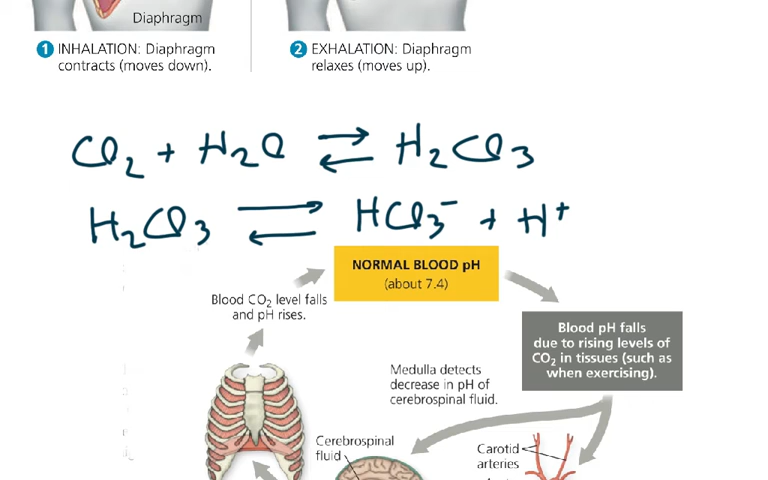 Diaphragm
1 INHALATION: Diaphragm
contracts (moves down).
2 EXHALATION: Diaphragm
relaxes (moves up).
CO2 + H2O ⇌ H2CO3
H2CO3 ⇌ HCO3⁻ + H⁺
NORMAL BLOOD pH
(about 7.4)
Blood CO2 level falls
and pH rises.
Blood pH falls
due to rising levels of
CO2 in tissues (such as
when exercising).
Medulla detects
decrease in pH of
cerebrospinal fluid.
Cerebrospinal
fluid
Carotid
arteries